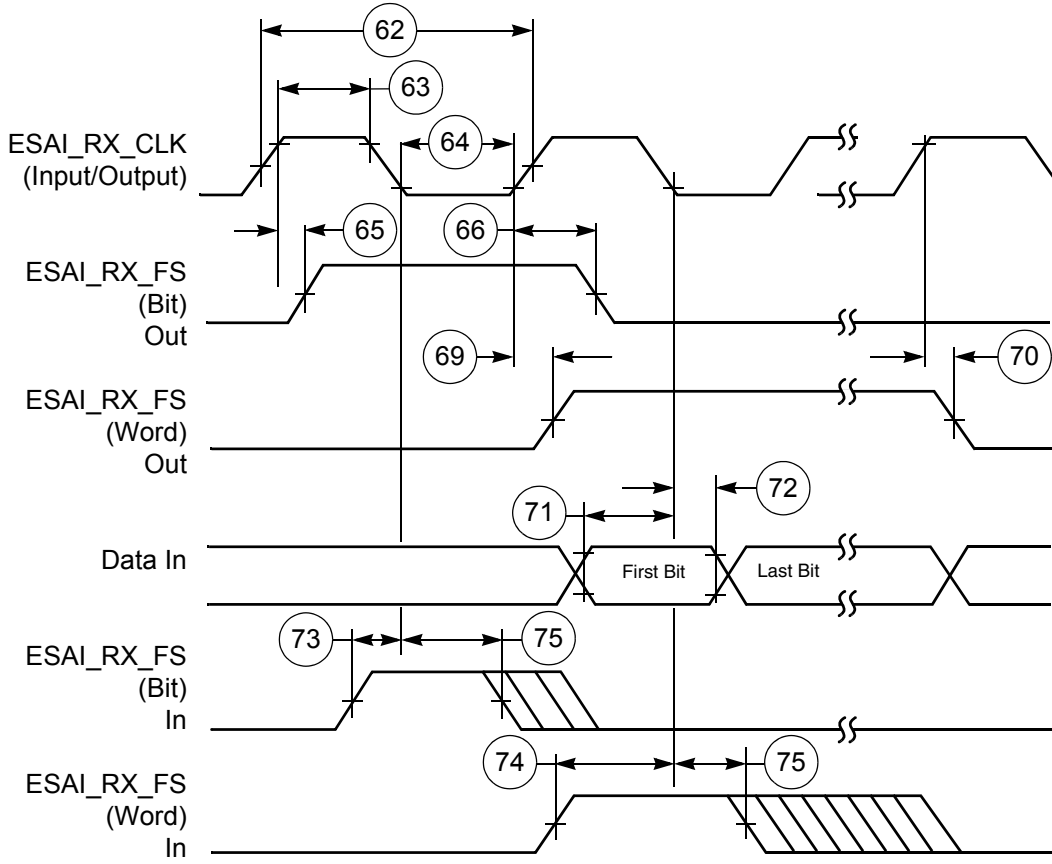 62
63
ESAI_RX_CLK
(Input/Output)
64
65
66
ESAI_RX_FS
(Bit)
Out
69
70
ESAI_RX_FS
(Word)
Out
71
72
Data In
First Bit
Last Bit
73
75
ESAI_RX_FS
(Bit)
In
74
75
ESAI_RX_FS
(Word)
In